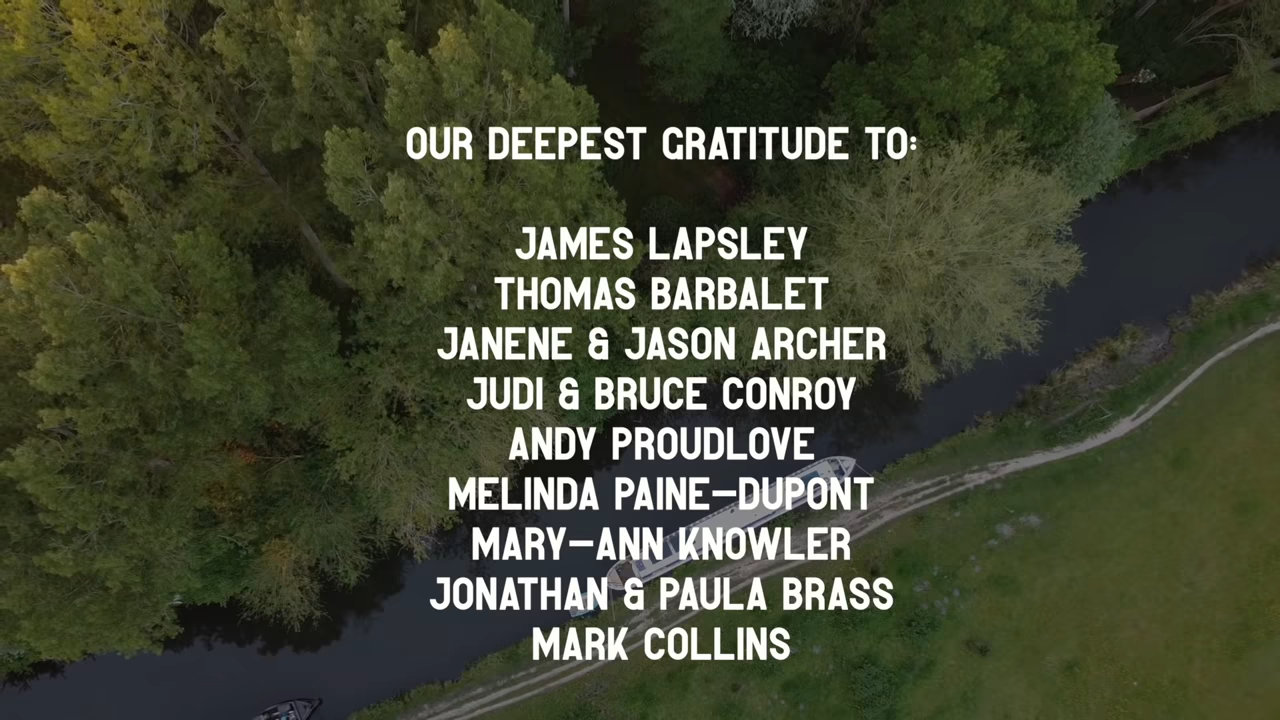 OUR DEEPEST GRATITUDE TO:
JAMES LAPSLEY
THOMAS BARBALET
JANENE & JASON ARCHER
JUDI & BRUCE CONROY
ANDY PROUDLOVE
MELINDA PAINE-DUPONT
MARY-ANN KNOWLER
JONATHAN & PAULA BRASS
MARK COLLINS